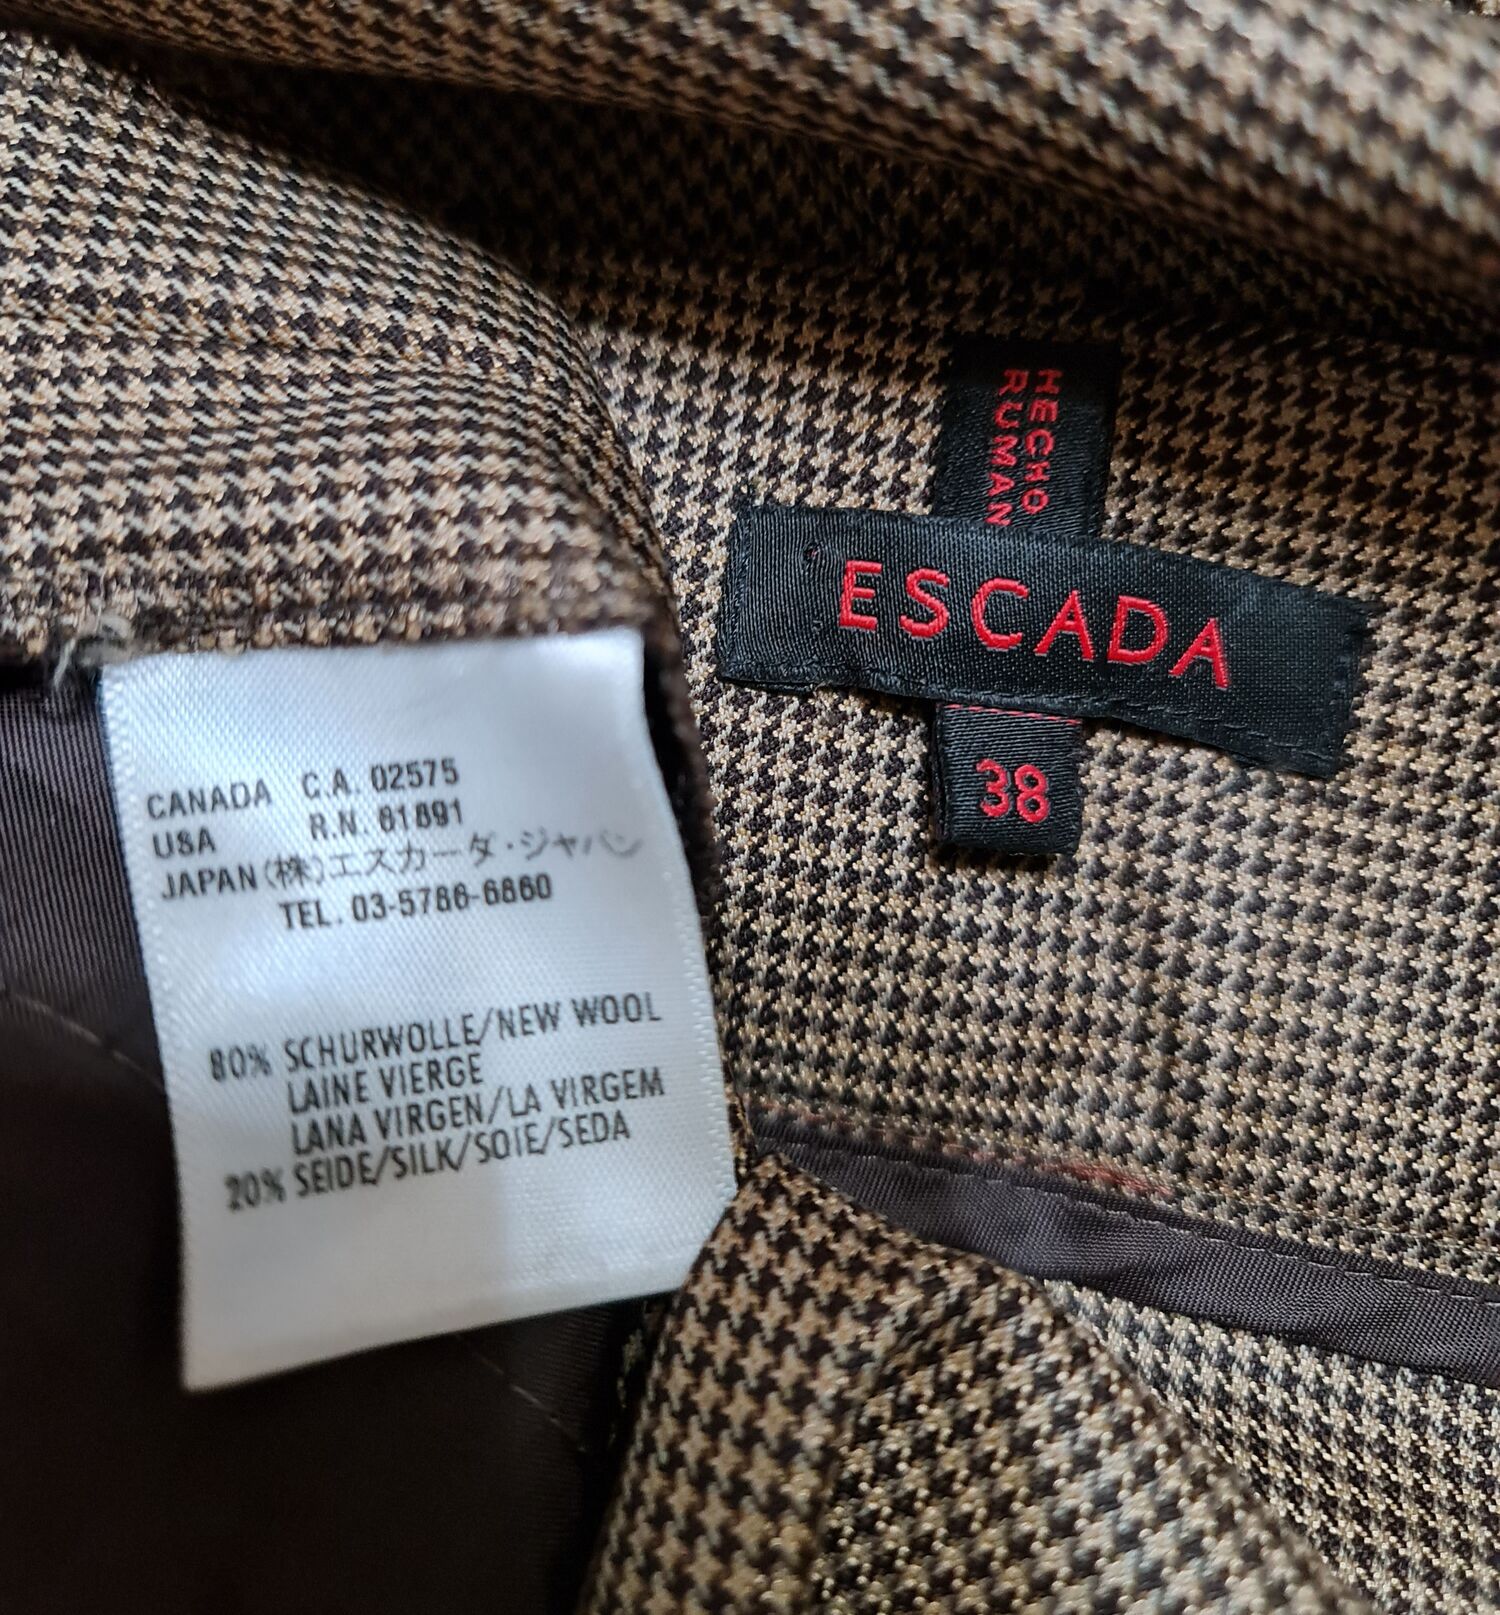 HECHO
RUMAN
ESCADA
38
CANADA C.A. 02575
USA R.N. 81891
JAPAN (株)エスカーダ・ジャパン
TEL. 03-5786-6860
80% SCHURWOLLE/NEW WOOL
LAINE VIERGE
LANA VIRGEN/LA VIRGEM
20% SEIDE/SILK/SOIE/SEDA